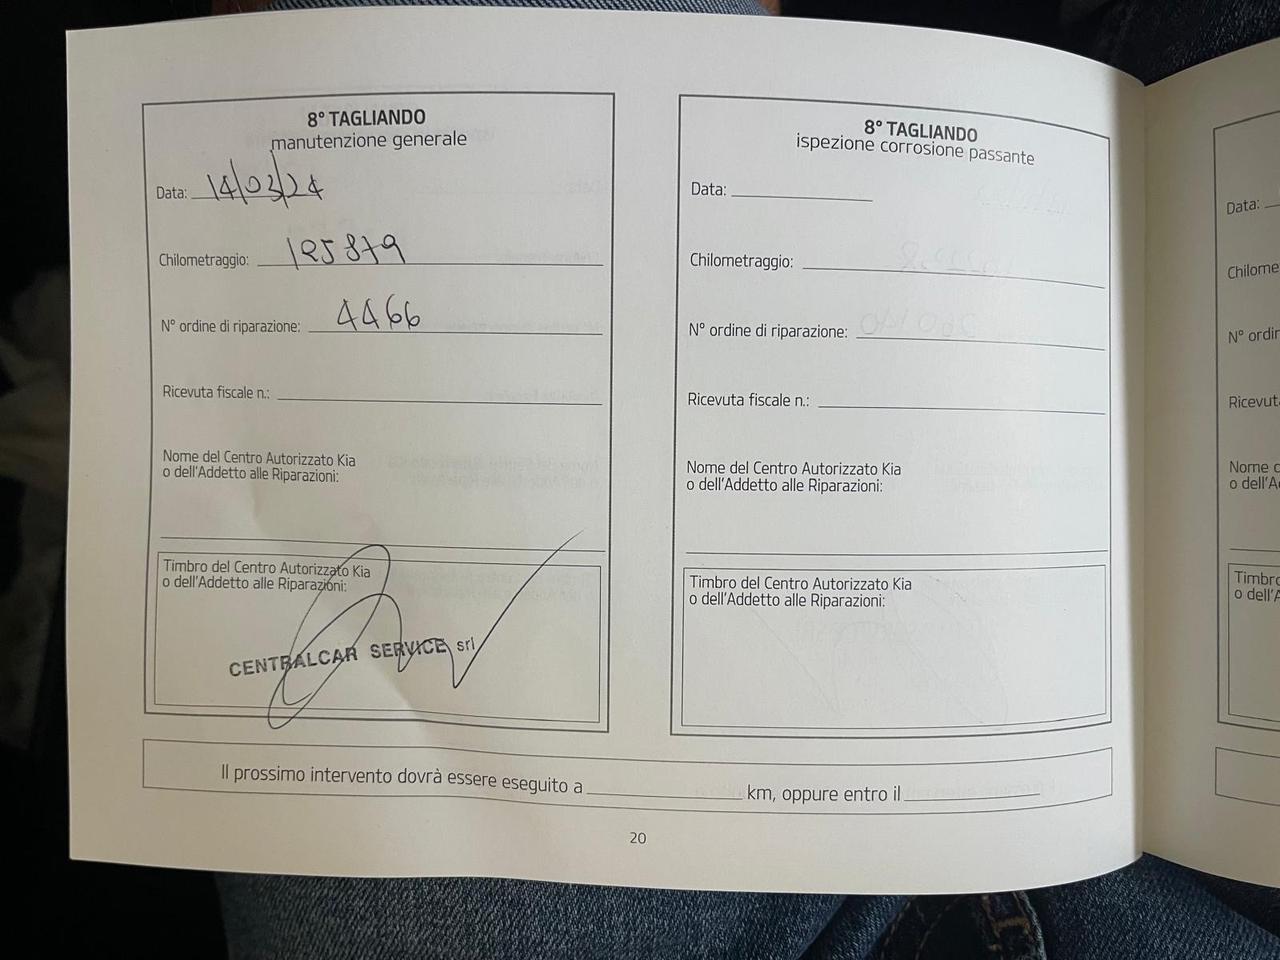 8° TAGLIANDO
manutenzione generale
Data: 14/03/24
Chilometraggio: 125879
N° ordine di riparazione: 4466
Ricevuta fiscale n.:
Nome del Centro Autorizzato Kia
o dell'Addetto alle Riparazioni:
Timbro del Centro Autorizzato Kia
o dell'Addetto alle Riparazioni:
CENTRALCAR SERVICE srl
8° TAGLIANDO
ispezione corrosione passante
Data:
Chilometraggio:
N° ordine di riparazione:
Ricevuta fiscale n.:
Nome del Centro Autorizzato Kia
o dell'Addetto alle Riparazioni:
Timbro del Centro Autorizzato Kia
o dell'Addetto alle Riparazioni:
Il prossimo intervento dovrà essere eseguito a km, oppure entro il
20
Data:
Chilome
N° ordin
Ricevuta
Nome d
o dell'A
Timbro
o dell'A